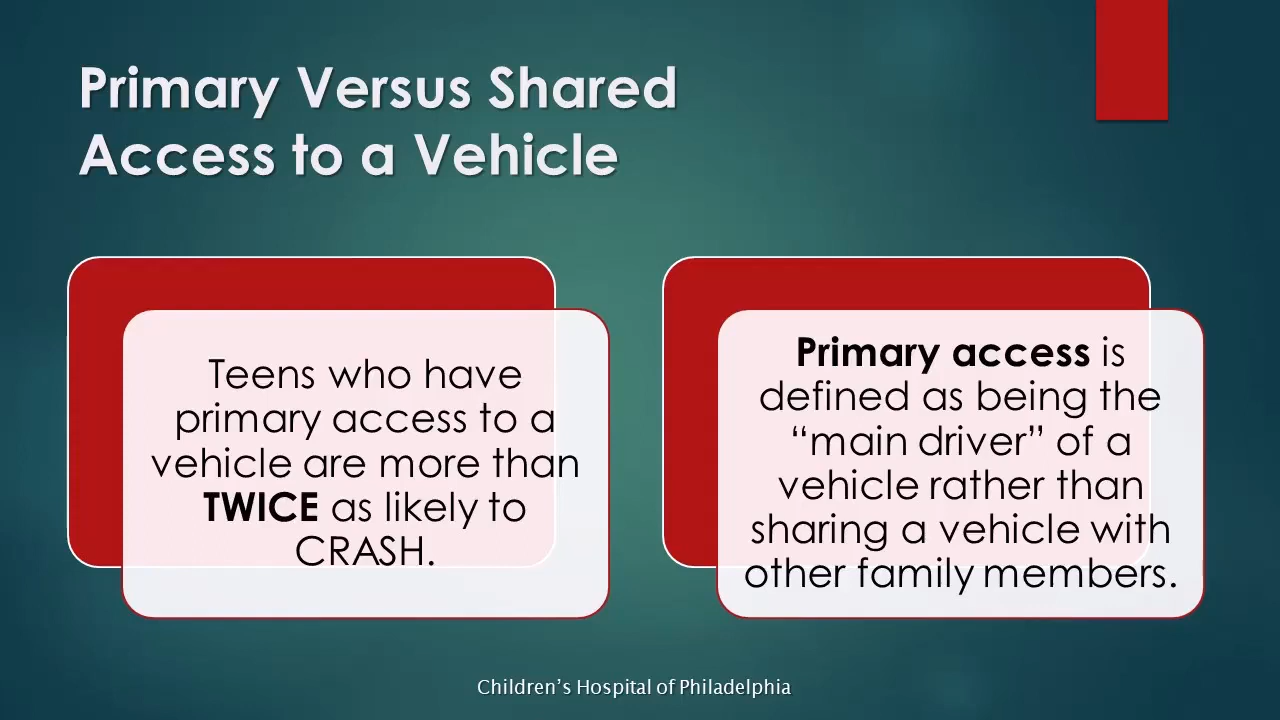 Primary Versus Shared
Access to a Vehicle
Teens who have
primary access to a
vehicle are more than
TWICE as likely to
CRASH.
Primary access is
defined as being the
“main driver” of a
vehicle rather than
sharing a vehicle with
other family members.
Children’s Hospital of Philadelphia